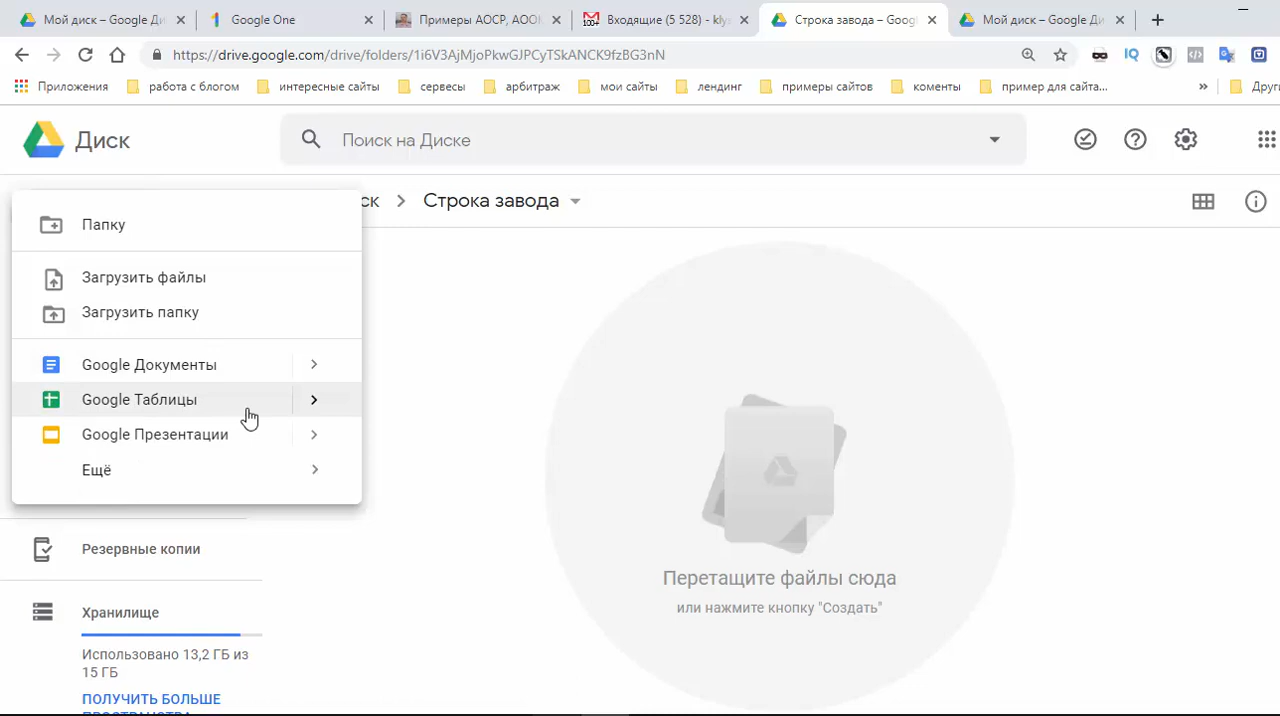 Мой диск – Google Ди
Google One
Примеры АОСР, АООК
Входящие (5 528) - kly
Строка завода – Goog
Мой диск – Google Ди
https://drive.google.com/drive/folders/1i6V3AjMjoPkwGJPCyTSkANCK9fzBG3nN
Приложения
работа с блогом
интересные сайты
сервесы
арбитраж
мои сайты
лендинг
примеры сайтов
коменты
пример для сайта...
»
Други
Диск
Поиск на Диске
ск > Строка завода
Папку
Загрузить файлы
Загрузить папку
Google Документы
Google Таблицы
Google Презентации
Ещё
Резервные копии
Хранилище
Использовано 13,2 ГБ из
15 ГБ
ПОЛУЧИТЬ БОЛЬШЕ
ПРОСТРАНСТВА
Перетащите файлы сюда
или нажмите кнопку "Создать"